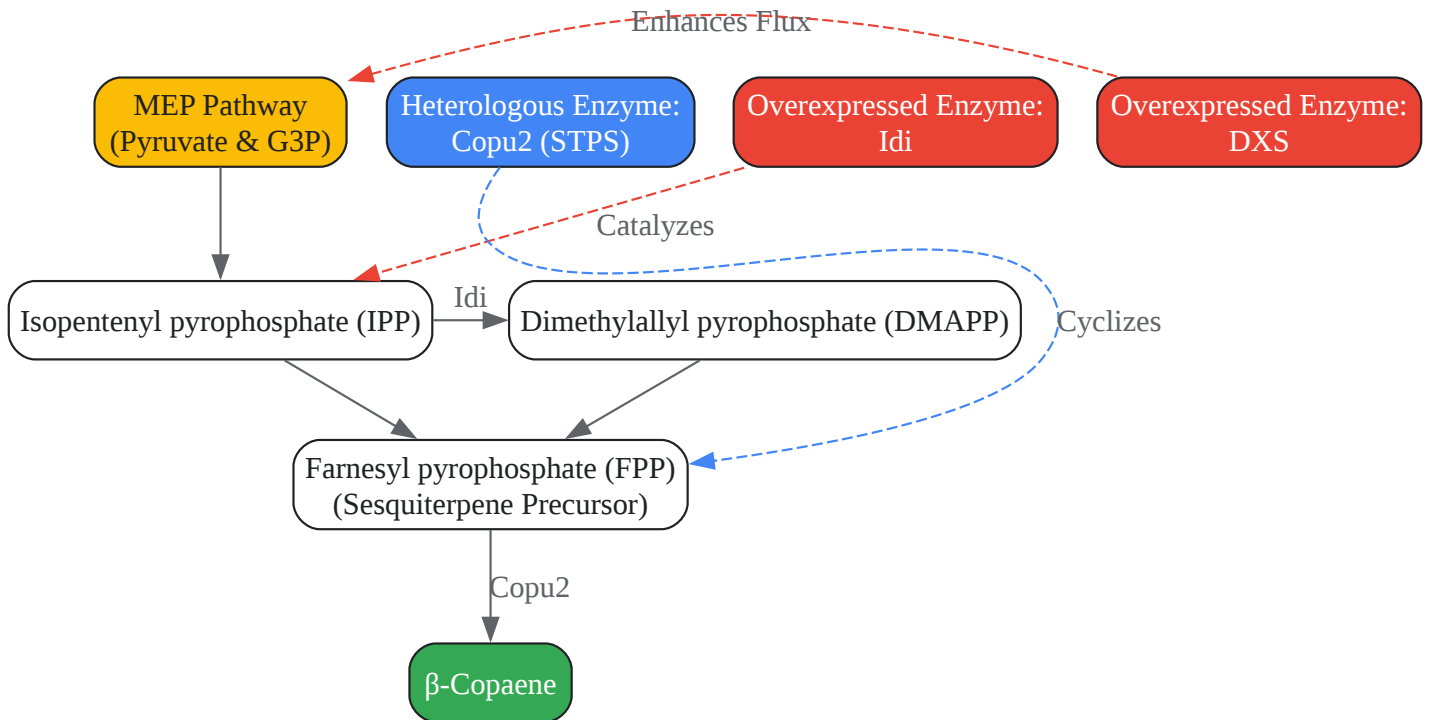 Enhances Flux
MEP Pathway
(Pyruvate & G3P)
Heterologous Enzyme:
Copu2 (STPS)
Overexpressed Enzyme:
Idi
Overexpressed Enzyme:
DXS
Catalyzes
Isopentenyl pyrophosphate (IPP)
Idi
Dimethylallyl pyrophosphate (DMAPP)
Cyclizes
Farnesyl pyrophosphate (FPP)
(Sesquiterpene Precursor)
Copu2
β-Copaene